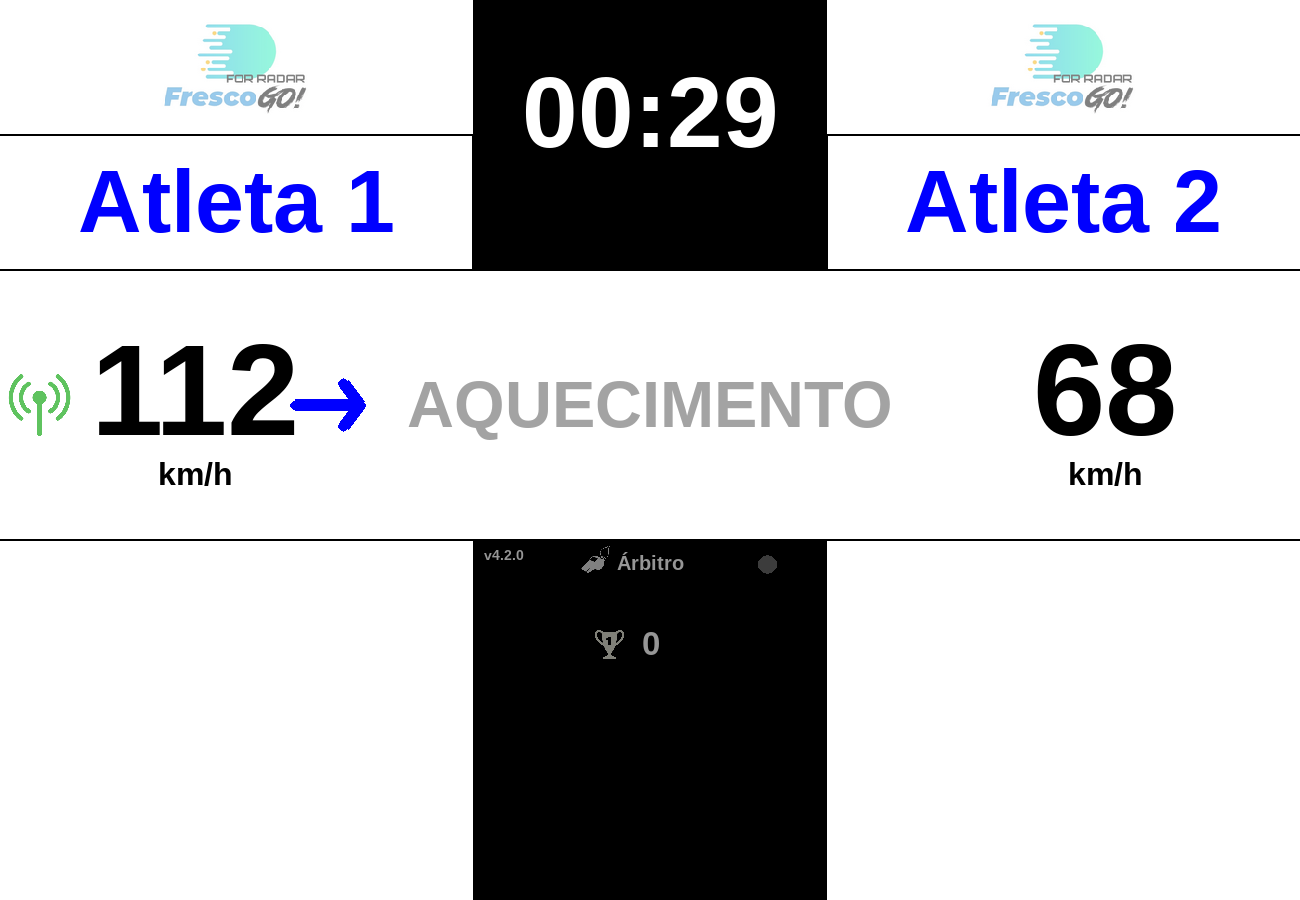 FOR RADAR
FrescoGO!
00:29
FOR RADAR
FrescoGO!
Atleta 1
Atleta 2
112
AQUECIMENTO
68
km/h
km/h
v4.2.0
Árbitro
1
0